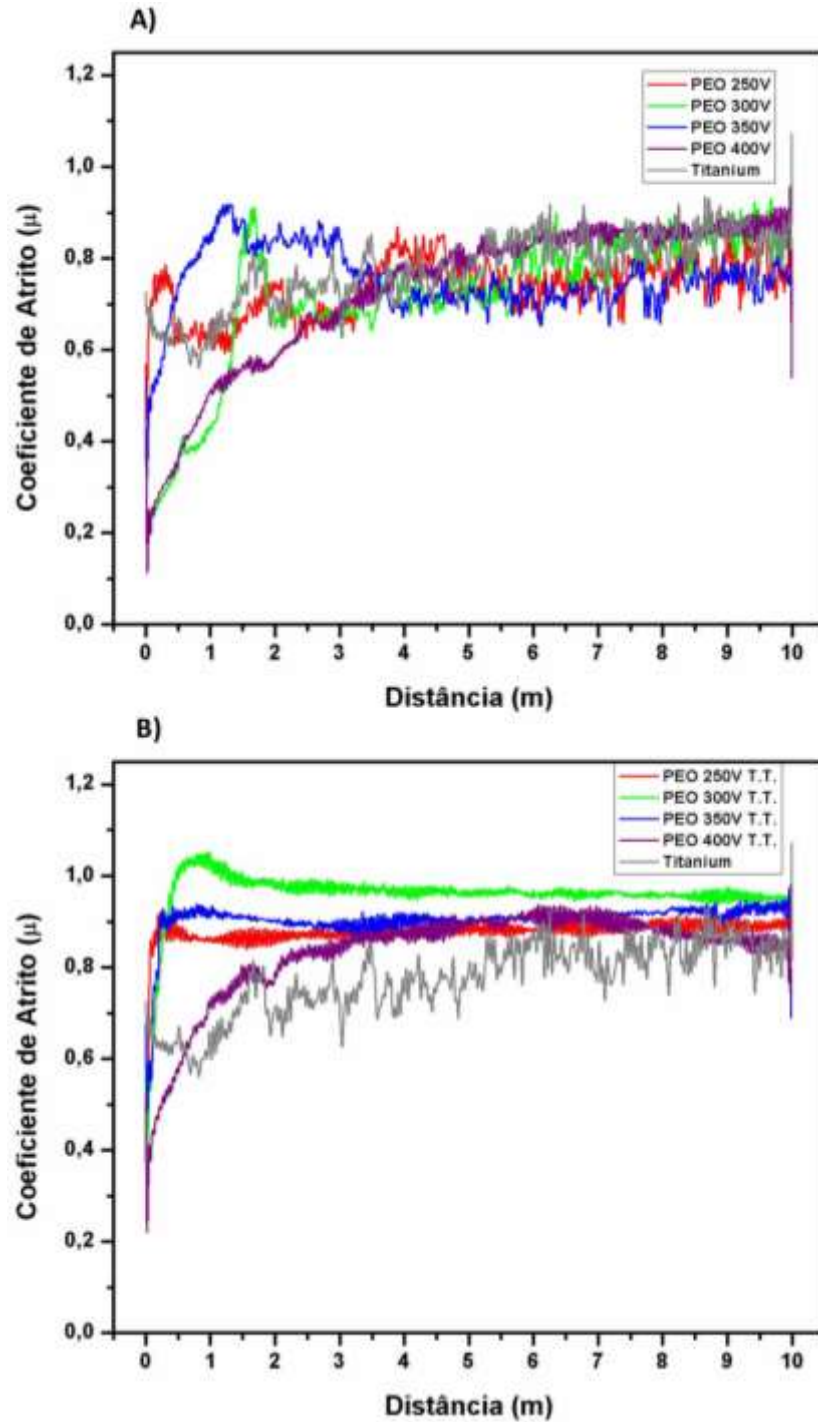 A)
1,2
1,0
0,8
0,6
0,4
0,2
0,0
Coeficiente de Atrito (μ)
PEO 250V
PEO 300V
PEO 350V
PEO 400V
Titanium
0 1 2 3 4 5 6 7 8 9 10
Distância (m)
B)
1,2
1,0
0,8
0,6
0,4
0,2
0,0
Coeficiente de Atrito (μ)
PEO 250V T.T.
PEO 300V T.T.
PEO 350V T.T.
PEO 400V T.T.
Titanium
0 1 2 3 4 5 6 7 8 9 10
Distância (m)